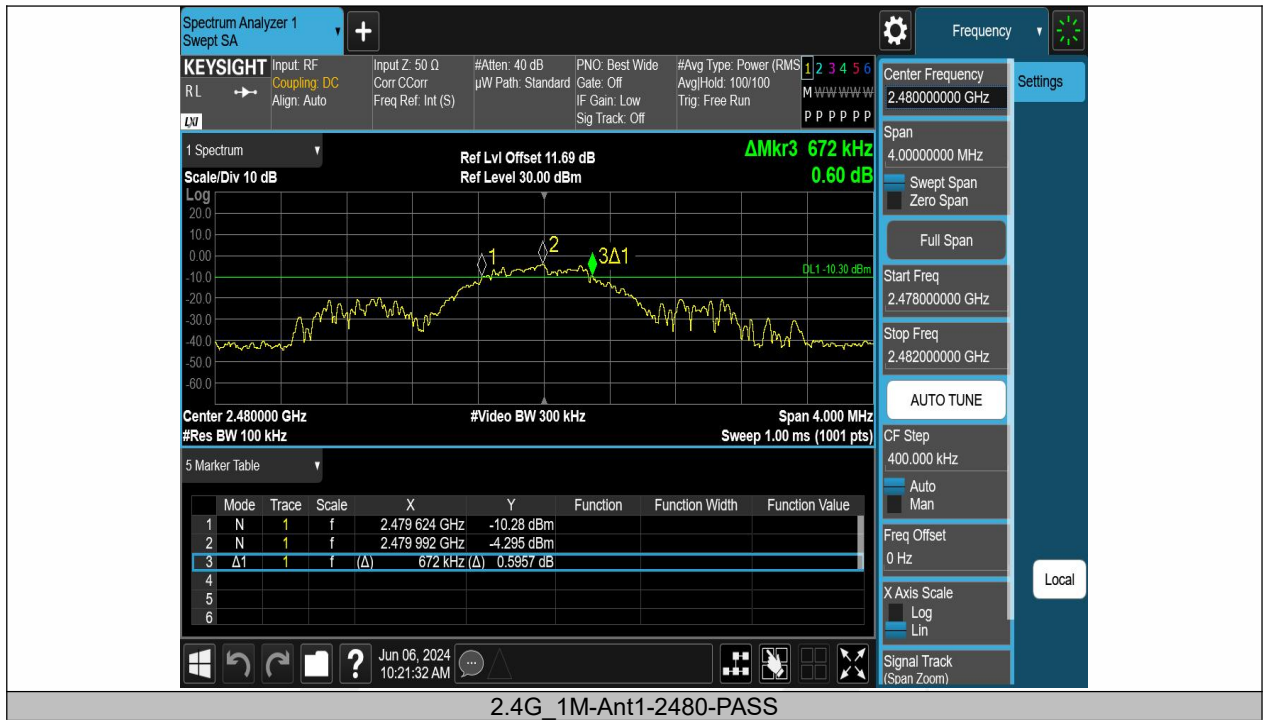 Spectrum Analyzer 1
Swept SA
Frequency
KEYSIGHT
R L
LXI
Input: RF
Coupling: DC
Align: Auto
Input Z: 50 Ω
Corr CCorr
Freq Ref: Int (S)
#Atten: 40 dB
µW Path: Standard
PNO: Best Wide
Gate: Off
IF Gain: Low
Sig Track: Off
#Avg Type: Power (RMS
Avg|Hold: 100/100
Trig: Free Run
1 2 3 4 5 6
M W W W W W
P P P P P P
1 Spectrum
Scale/Div 10 dB
Ref Lvl Offset 11.69 dB
Ref Level 30.00 dBm
ΔMkr3 672 kHz
0.60 dB
Log
20.0
10.0
0.00
-10.0
-20.0
-30.0
-40.0
-50.0
-60.0
1
2
3Δ1
DL1 -10.30 dBm
Center 2.480000 GHz
#Video BW 300 kHz
Span 4.000 MHz
#Res BW 100 kHz
Sweep 1.00 ms (1001 pts)
5 Marker Table
Mode Trace Scale X Y Function Function Width Function Value
1 N 1 f 2.479 624 GHz -10.28 dBm
2 N 1 f 2.479 992 GHz -4.295 dBm
3 Δ1 1 f (Δ) 672 kHz (Δ) 0.5957 dB
4
5
6
Jun 06, 2024
10:21:32 AM
Center Frequency
2.480000000 GHz
Settings
Span
4.00000000 MHz
Swept Span
Zero Span
Full Span
Start Freq
2.478000000 GHz
Stop Freq
2.482000000 GHz
AUTO TUNE
CF Step
400.000 kHz
Auto
Man
Freq Offset
0 Hz
Local
X Axis Scale
Log
Lin
Signal Track
(Span Zoom)
2.4G_1M-Ant1-2480-PASS